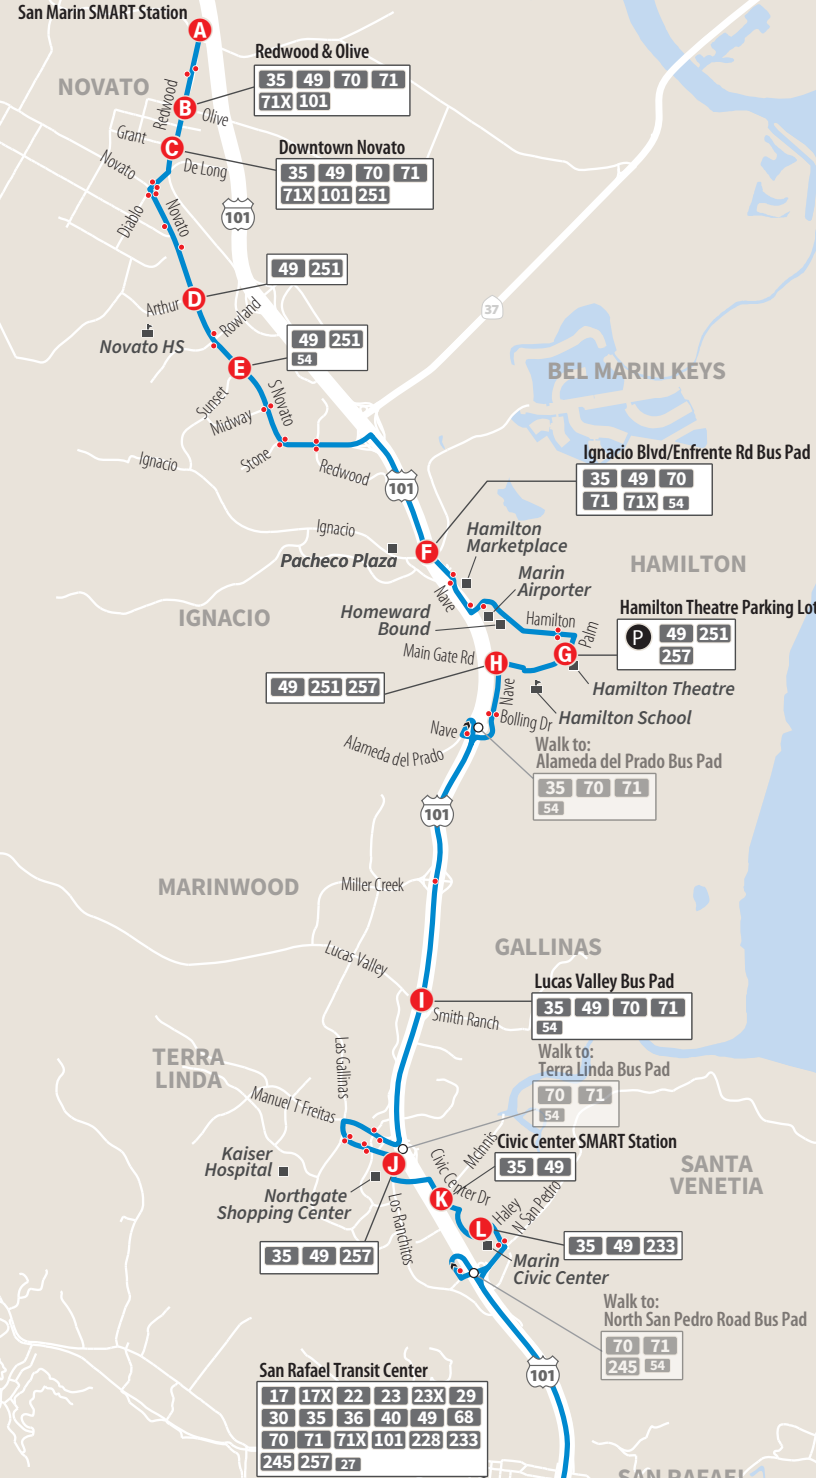 San Marin SMART Station
A
Redwood & Olive
35 49 70 71
71X 101
NOVATO
Redwood
B
Olive
Grant
C
De Long
Downtown Novato
35 49 70 71
71X 101 251
Novato
Diablo
Novato
101
49 251
Arthur
D
Rowland
37
Novato HS
49 251
54
E
BEL MARIN KEYS
Sunset
S Novato
Midway
Stone
Ignacio
Redwood
101
Ignacio Blvd/Enfrente Rd Bus Pad
35 49 70
71 71X 54
Ignacio
Pacheco Plaza
F
Hamilton
Marketplace
HAMILTON
Marin
Airporter
Nave
Homeward
Bound
IGNACIO
Hamilton
Palm
Hamilton Theatre Parking Lot
P 49 251
257
Main Gate Rd
H
G
Hamilton Theatre
49 251 257
Nave
Hamilton School
Bolling Dr
Nave
Alameda del Prado
Walk to:
Alameda del Prado Bus Pad
35 70 71
54
101
MARINWOOD
Miller Creek
GALLINAS
Lucas Valley
Lucas Valley Bus Pad
35 49 70 71
54
I
Smith Ranch
TERRA
LINDA
Las Gallinas
Walk to:
Terra Linda Bus Pad
70 71
54
Manuel T Freitas
McInnis
Civic Center SMART Station
35 49
Kaiser
Hospital
J
Civic Center Dr
K
SANTA
VENETIA
Northgate
Shopping Center
Los Ranchitos
L
Haley
N San Pedro
35 49 257
35 49 233
Marin
Civic Center
Walk to:
North San Pedro Road Bus Pad
70 71
245 54
101
San Rafael Transit Center
17 17X 22 23 23X 29
30 35 36 40 49 68
70 71 71X 101 228 233
245 257 27
SAN RAFAEL